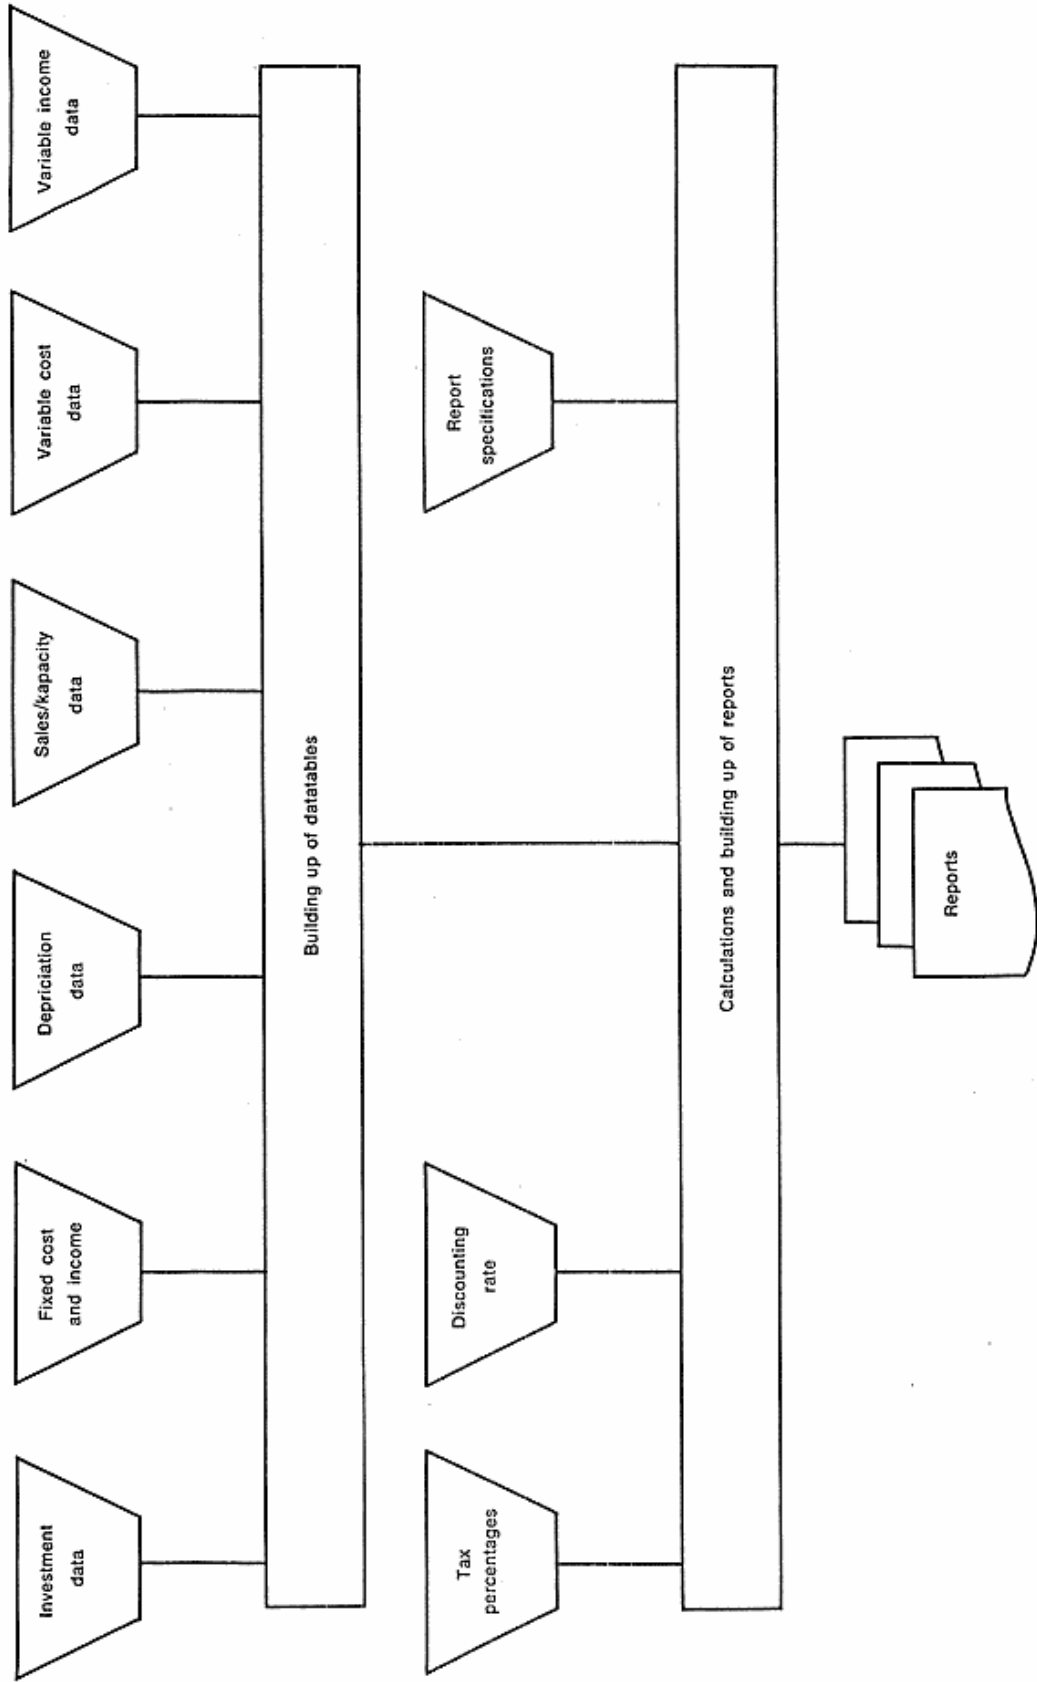 Investment
data
Fixed cost
and income
Depriciation
data
Sales/kapacity
data
Variable cost
data
Variable income
data
Building up of datatables
Tax
percentages
Discounting
rate
Report
specifications
Calculations and building up of reports
Reports